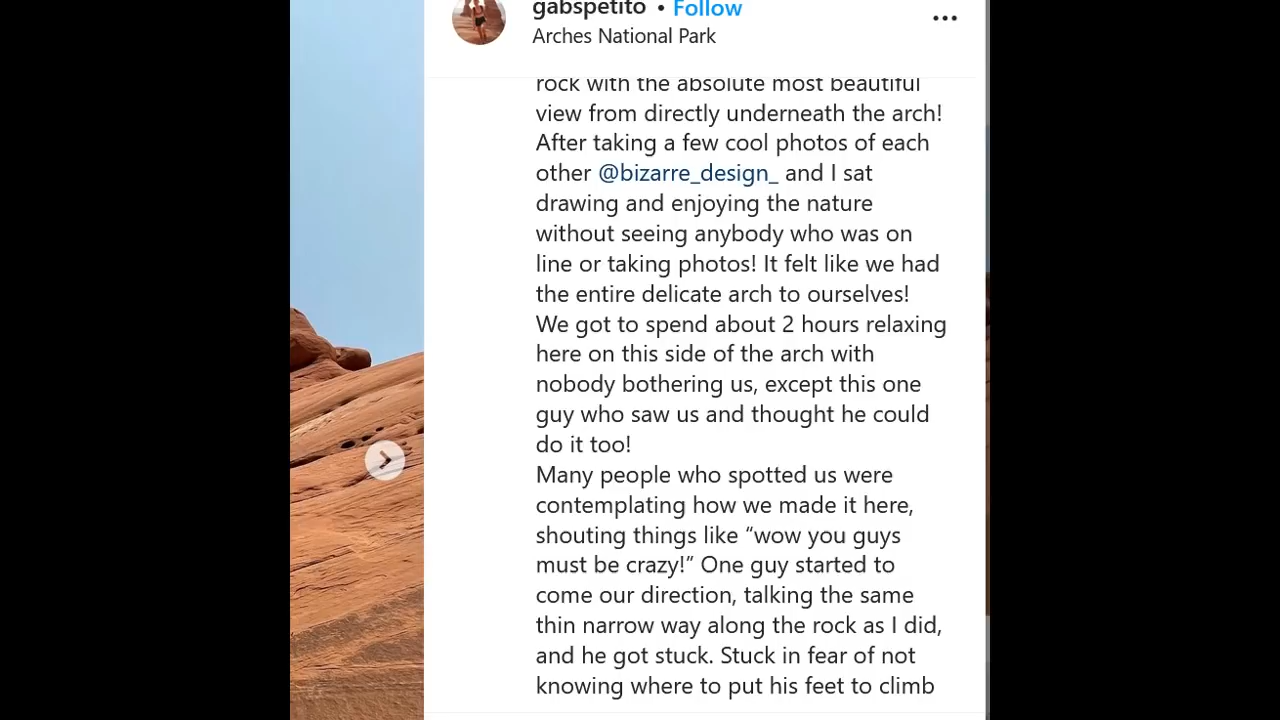 gabspetito • Follow
Arches National Park
rock with the absolute most beautiful
view from directly underneath the arch!
After taking a few cool photos of each
other @bizarre_design_ and I sat
drawing and enjoying the nature
without seeing anybody who was on
line or taking photos! It felt like we had
the entire delicate arch to ourselves!
We got to spend about 2 hours relaxing
here on this side of the arch with
nobody bothering us, except this one
guy who saw us and thought he could
do it too!
Many people who spotted us were
contemplating how we made it here,
shouting things like “wow you guys
must be crazy!” One guy started to
come our direction, talking the same
thin narrow way along the rock as I did,
and he got stuck. Stuck in fear of not
knowing where to put his feet to climb